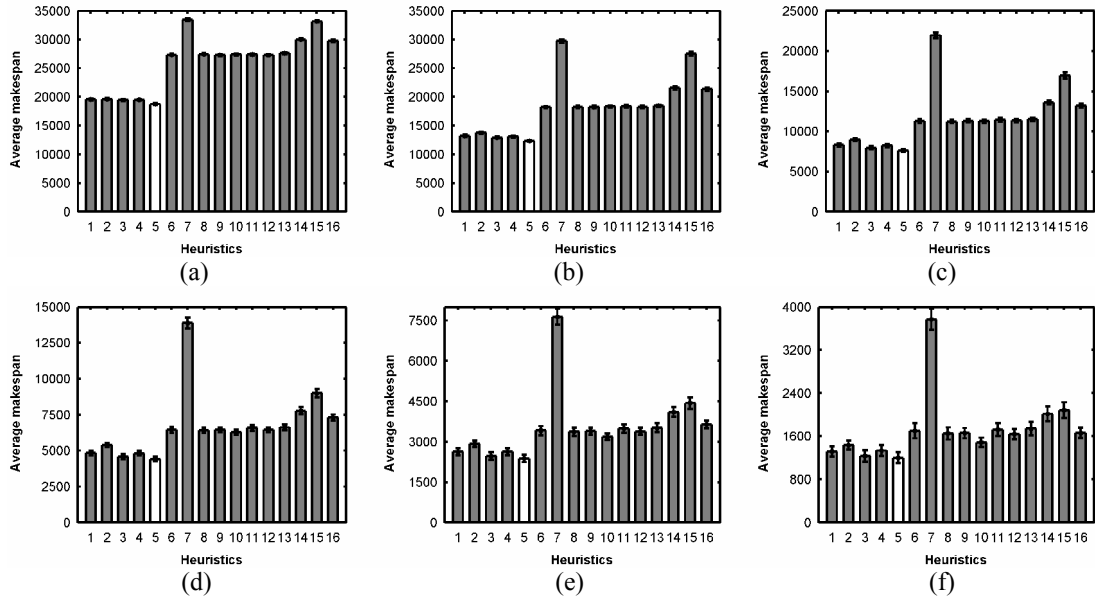 Average makespan
35000
30000
25000
20000
15000
10000
5000
0
1 2 3 4 5 6 7 8 9 10 11 12 13 14 15 16
Heuristics
(a)
Average makespan
35000
30000
25000
20000
15000
10000
5000
0
1 2 3 4 5 6 7 8 9 10 11 12 13 14 15 16
Heuristics
(b)
Average makespan
25000
20000
15000
10000
5000
0
1 2 3 4 5 6 7 8 9 10 11 12 13 14 15 16
Heuristics
(c)
Average makespan
15000
12500
10000
7500
5000
2500
0
1 2 3 4 5 6 7 8 9 10 11 12 13 14 15 16
Heuristics
(d)
Average makespan
7500
6000
4500
3000
1500
0
1 2 3 4 5 6 7 8 9 10 11 12 13 14 15 16
Heuristics
(e)
Average makespan
4000
3200
2400
1600
800
0
1 2 3 4 5 6 7 8 9 10 11 12 13 14 15 16
Heuristics
(f)